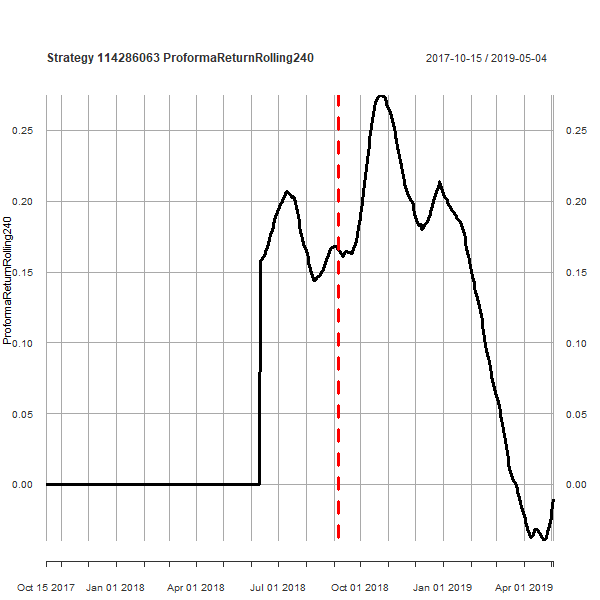 Strategy 114286063 ProformaReturnRolling240 2017-10-15 / 2019-05-04
0.25 0.25
0.20 0.20
0.15 0.15
0.10 0.10
0.05 0.05
0.00 0.00
ProformaReturnRolling240
Oct 15 2017 Jan 01 2018 Apr 01 2018 Jul 01 2018 Oct 01 2018 Jan 01 2019 Apr 01 2019